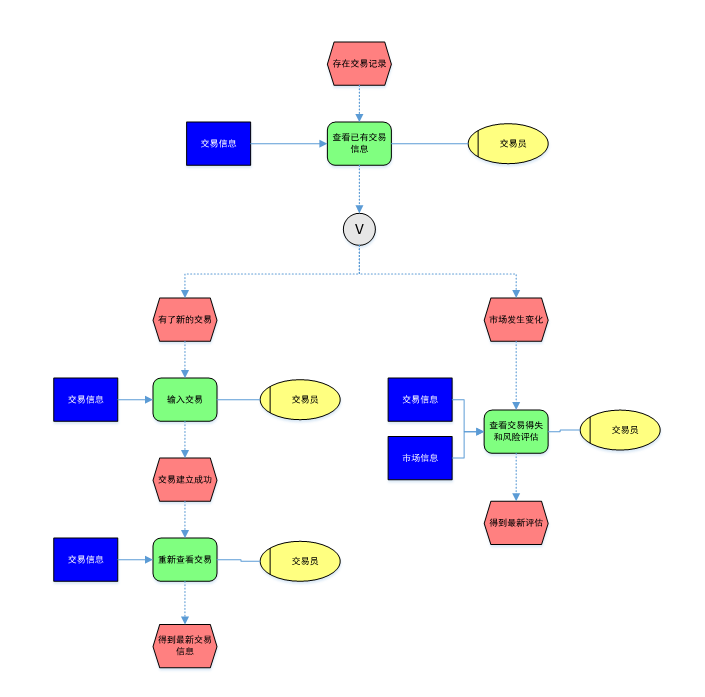 存在交易记录
交易信息
查看已有交易
信息
交易员
V
有了新的交易
市场发生变化
交易信息
输入交易
交易员
交易信息
市场信息
查看交易得失
和风险评估
交易员
交易建立成功
得到最新评估
交易信息
重新查看交易
交易员
得到最新交易
信息